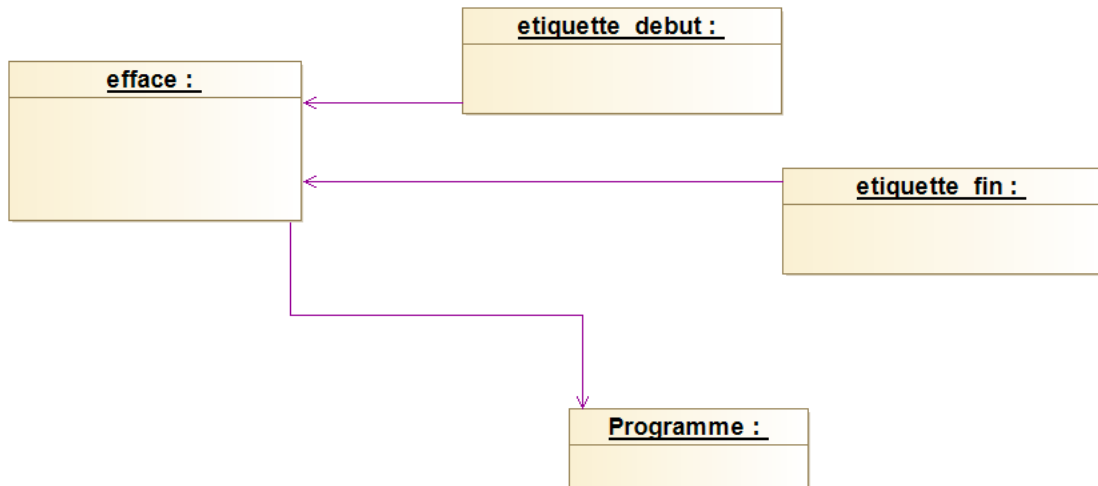 etiquette_debut :
efface :
etiquette_fin :
Programme :